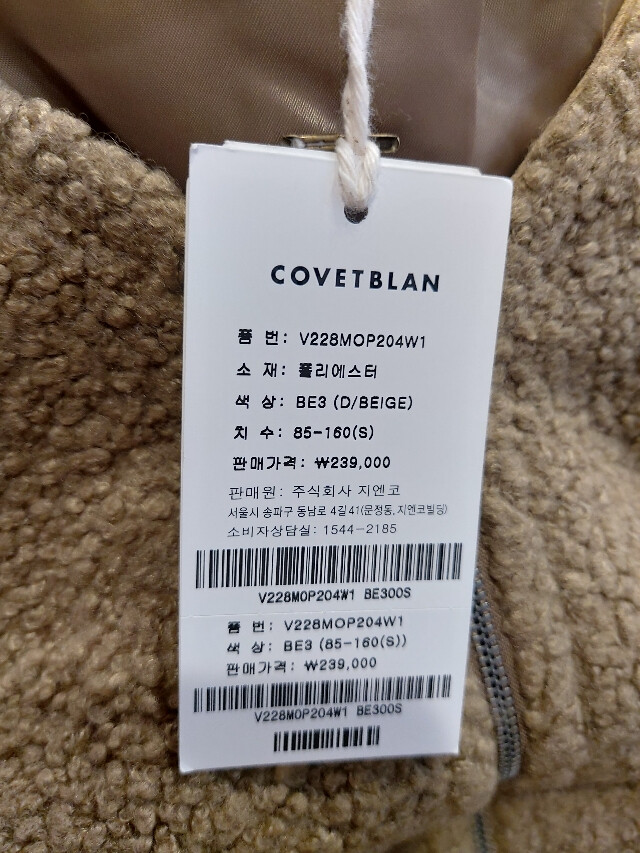 COVETBLAN
품 번: V228MOP204W1
소 재: 폴리에스터
색 상: BE3 (D/BEIGE)
치 수: 85-160(S)
판매가격: ₩239,000
판매원: 주식회사 지엔코
서울시 송파구 동남로 4길 41(문정동, 지엔코빌딩)
소비자상담실: 1544-2185
V228MOP204W1 BE300S
품 번: V228MOP204W1
색 상: BE3 (85-160(S))
판매가격: ₩239,000
V228MOP204W1 BE300S